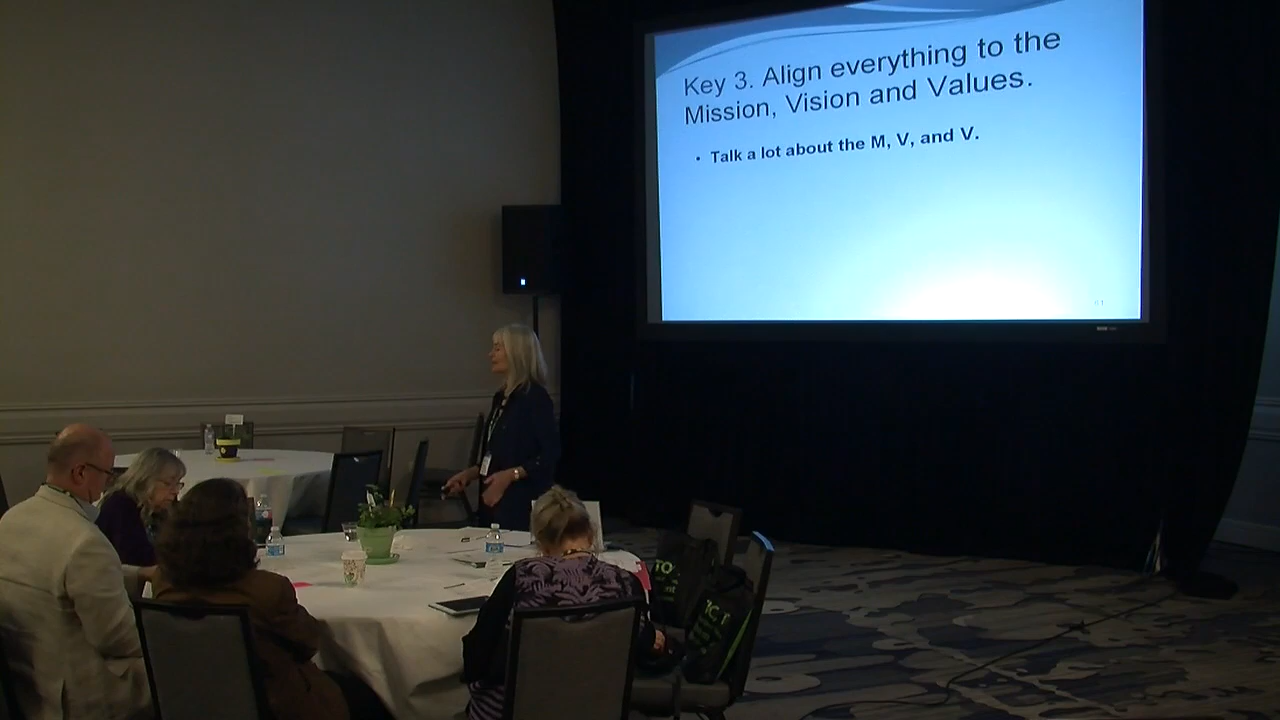 Key 3. Align everything to the
Mission, Vision and Values.
• Talk a lot about the M, V, and V.